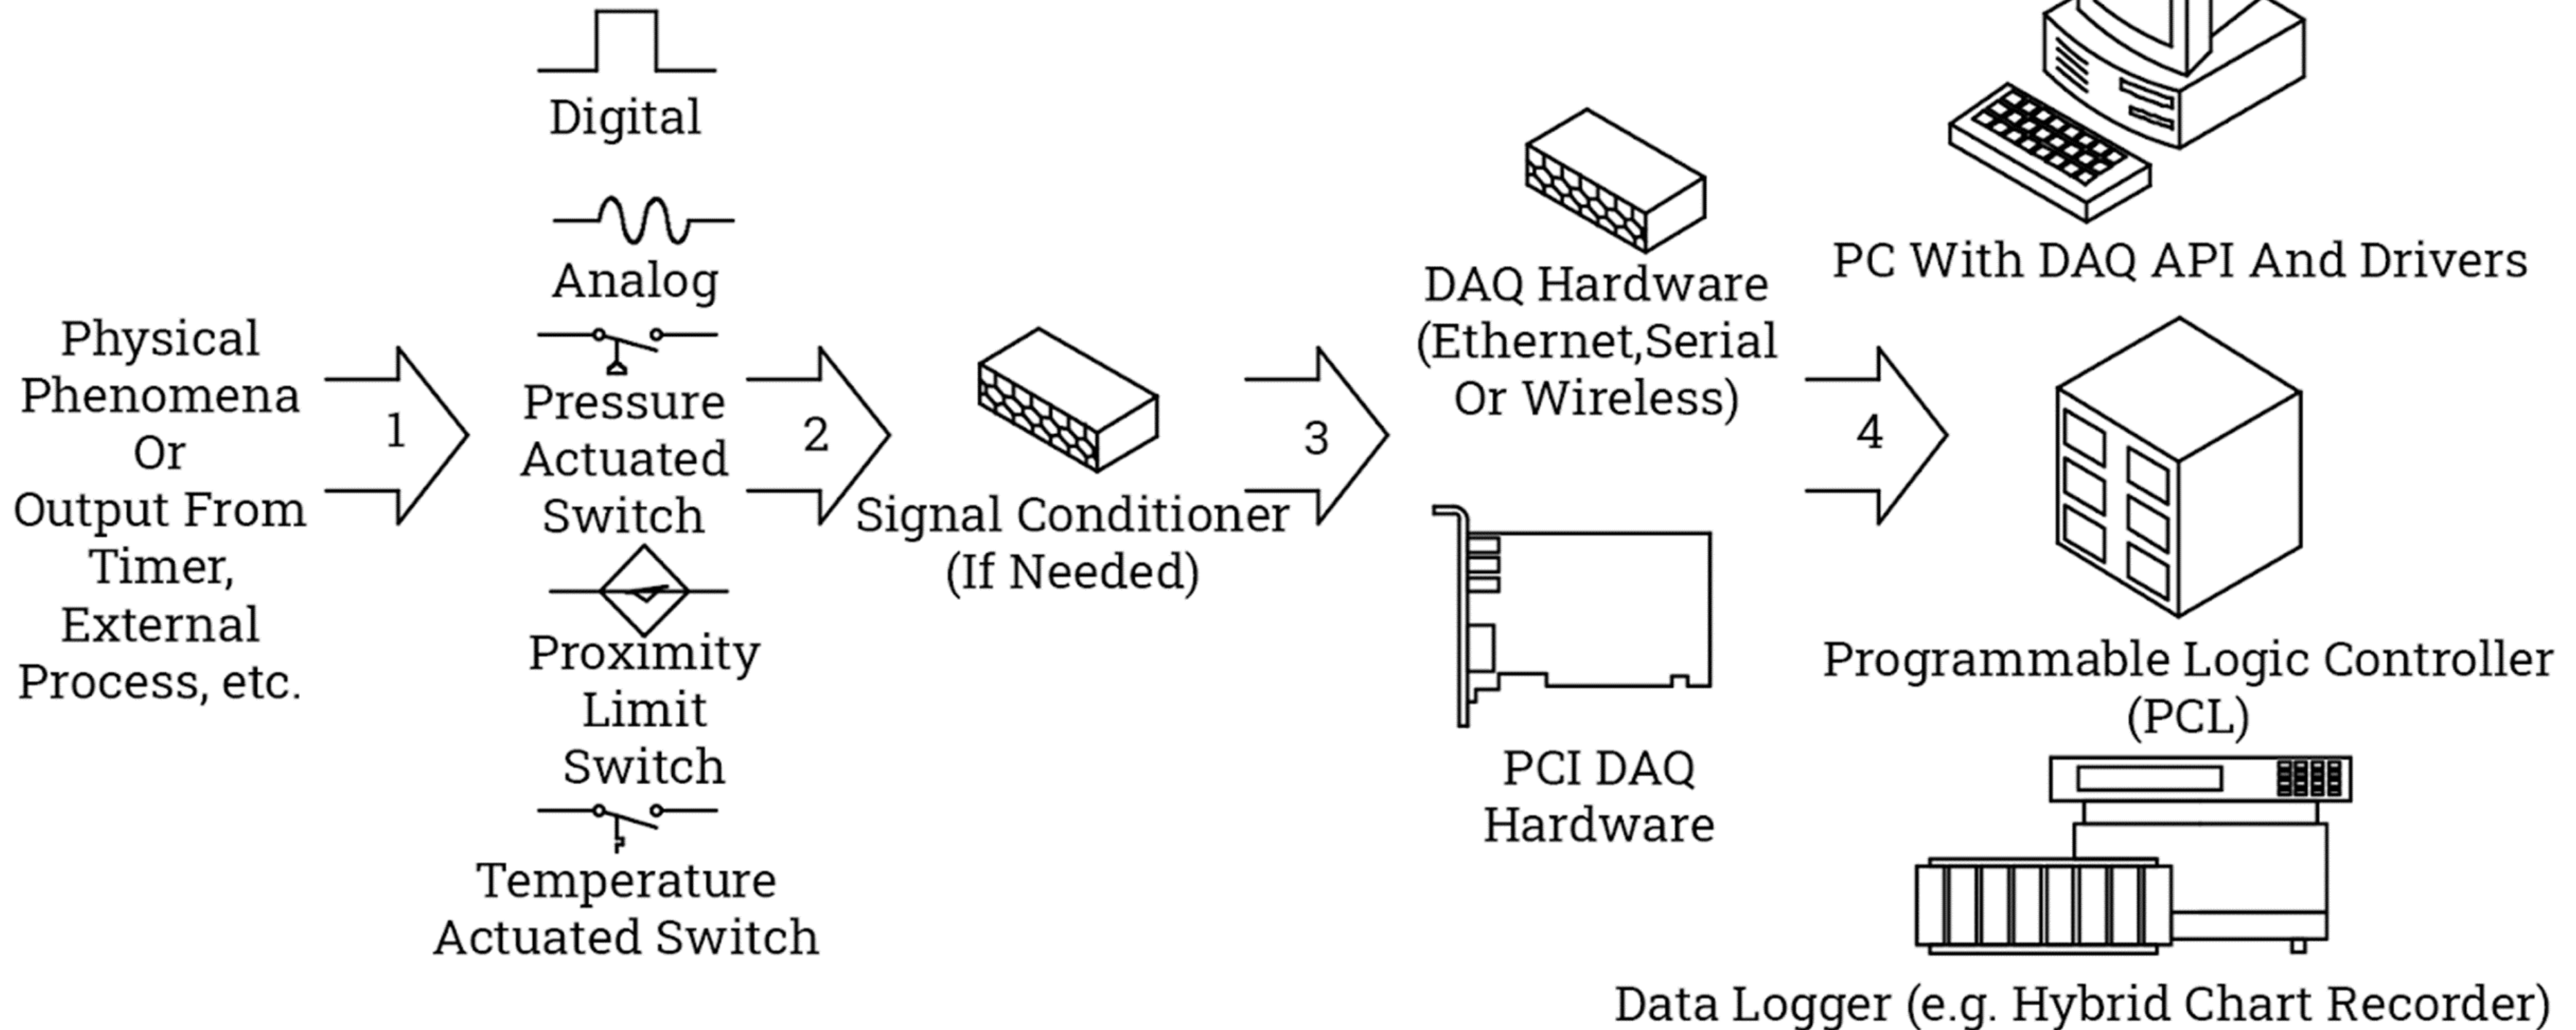 Physical
Phenomena
Or
Output From
Timer,
External
Process, etc.
1
Digital
Analog
Pressure
Actuated
Switch
Proximity
Limit
Switch
Temperature
Actuated Switch
2
Signal Conditioner
(If Needed)
3
DAQ Hardware
(Ethernet,Serial
Or Wireless)
PCI DAQ
Hardware
4
PC With DAQ API And Drivers
Programmable Logic Controller
(PCL)
Data Logger (e.g. Hybrid Chart Recorder)